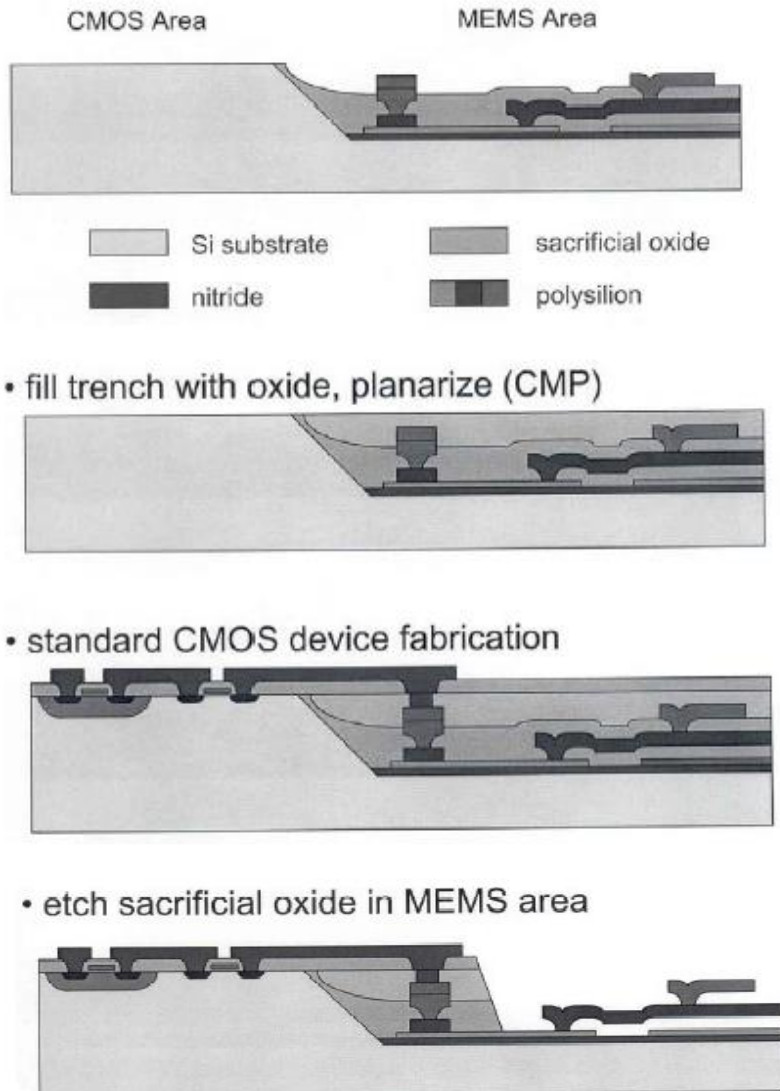 CMOS Area
MEMS Area
Si substrate
sacrificial oxide
nitride
polysilion
• fill trench with oxide, planarize (CMP)
• standard CMOS device fabrication
• etch sacrificial oxide in MEMS area